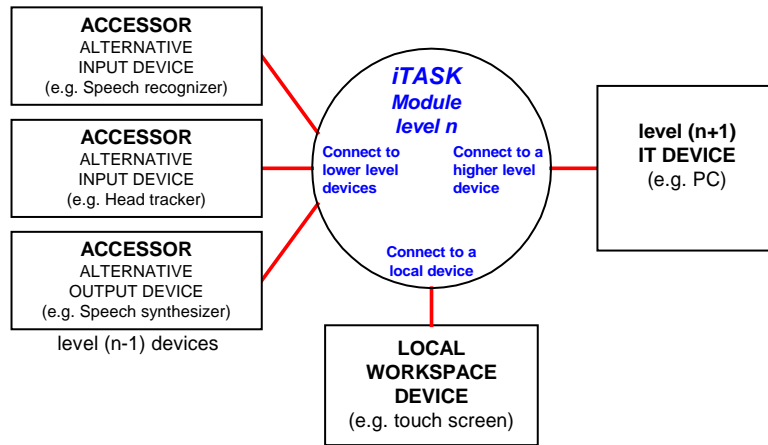 ACCESSOR
ALTERNATIVE
INPUT DEVICE
(e.g. Speech recognizer)
ACCESSOR
ALTERNATIVE
INPUT DEVICE
(e.g. Head tracker)
ACCESSOR
ALTERNATIVE
OUTPUT DEVICE
(e.g. Speech synthesizer)
level (n-1) devices
iTASK
Module
level n
Connect to
lower level
devices
Connect to a
higher level
device
Connect to a
local device
LOCAL
WORKSPACE
DEVICE
(e.g. touch screen)
level (n+1)
IT DEVICE
(e.g. PC)